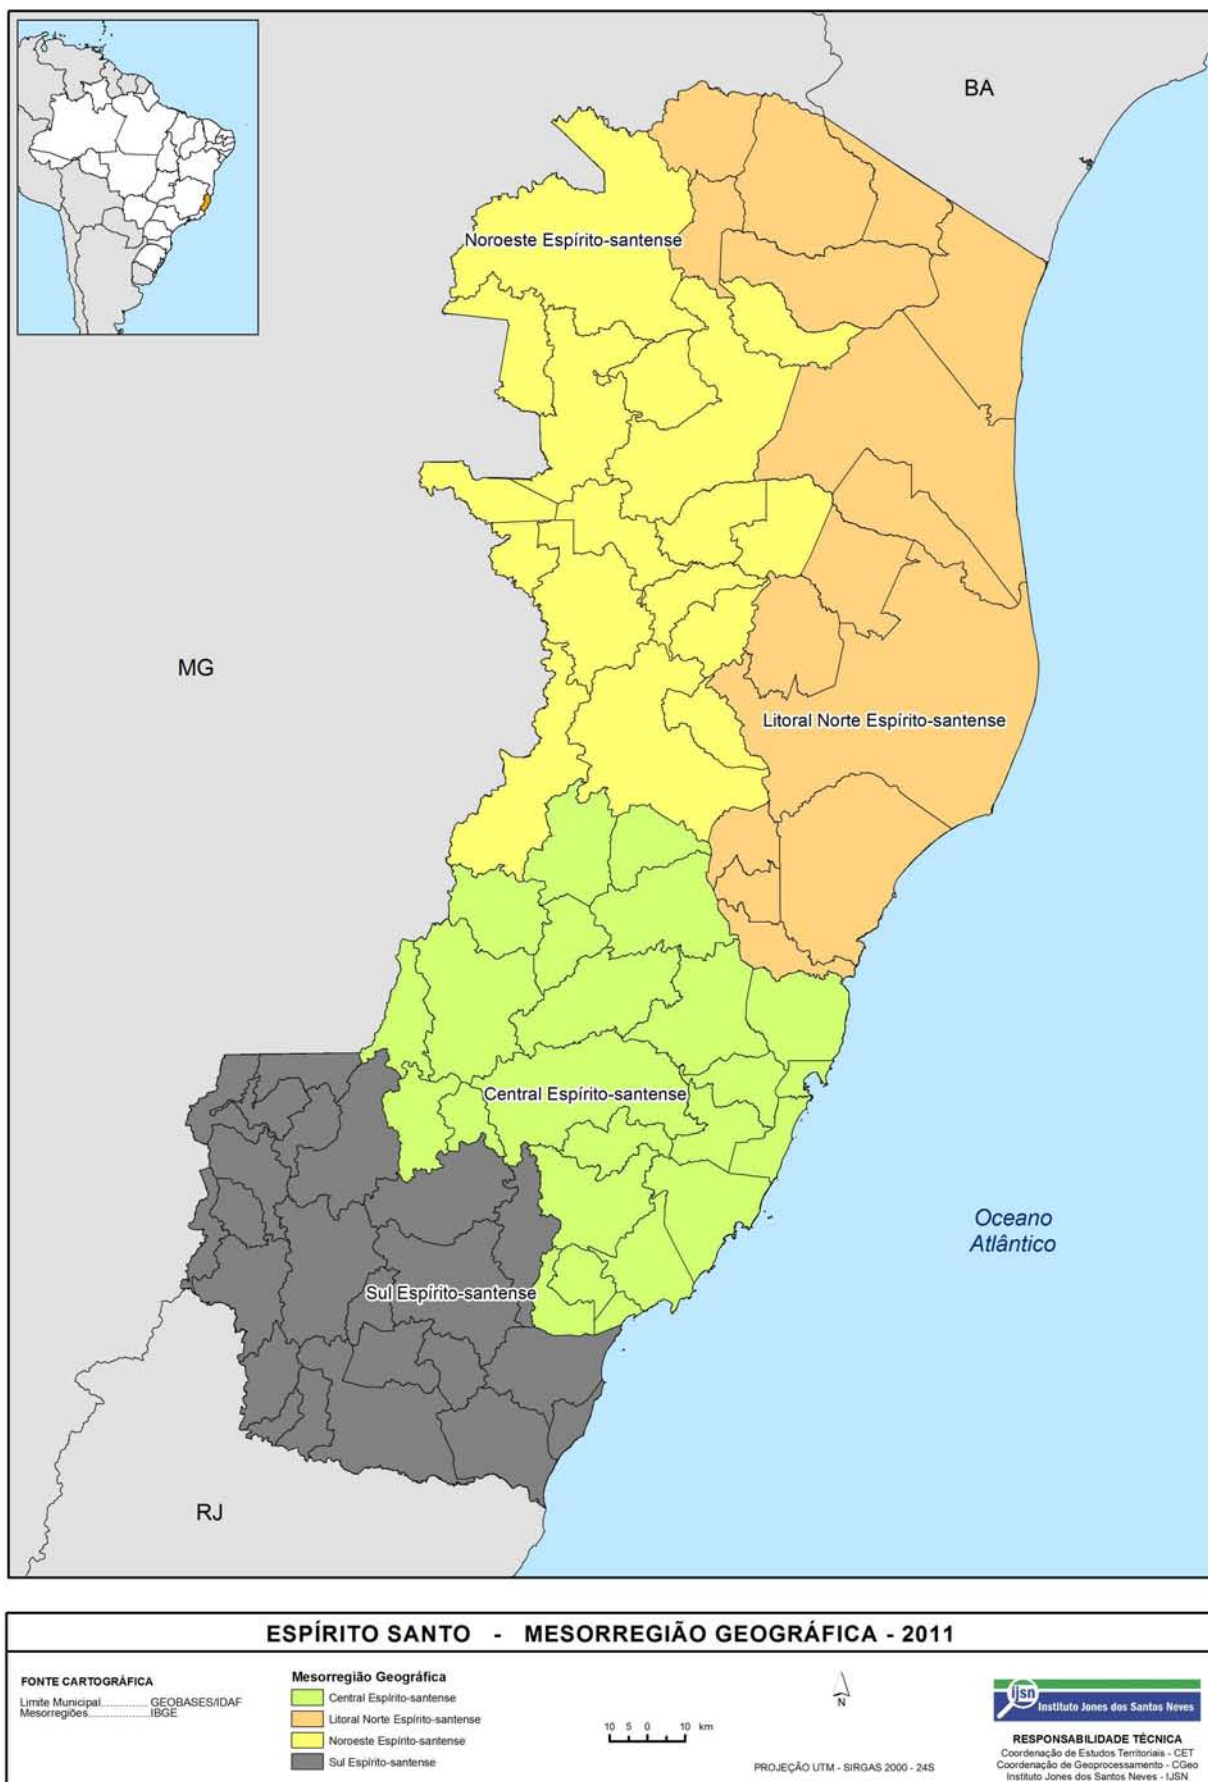 BA
Noroeste Espírito-santense
MG
Litoral Norte Espírito-santense
Central Espírito-santense
Oceano
Atlântico
Sul Espírito-santense
RJ
ESPÍRITO SANTO - MESORREGIÃO GEOGRÁFICA - 2011
FONTE CARTOGRÁFICA
Limite Municipal.............. GEOBASES/IDAF
Mesorregiões....................IBGE
Mesorregião Geográfica
Central Espírito-santense
Litoral Norte Espírito-santense
Noroeste Espírito-santense
Sul Espírito-santense
10 5 0 10 km
N
PROJEÇÃO UTM - SIRGAS 2000 - 24S
ijsn
Instituto Jones dos Santos Neves
RESPONSABILIDADE TÉCNICA
Coordenação de Estudos Territoriais - CET
Coordenação de Geoprocessamento - CGeo
Instituto Jones dos Santos Neves - IJSN